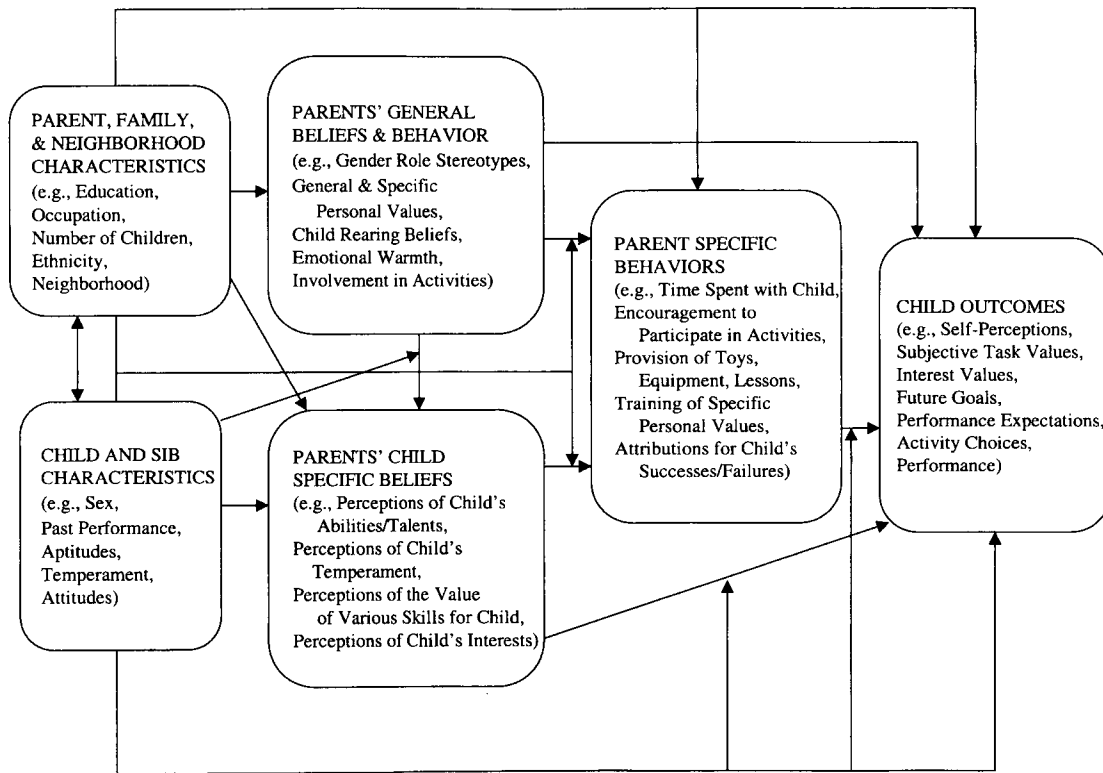 PARENT, FAMILY,
& NEIGHBORHOOD
CHARACTERISTICS
(e.g., Education,
Occupation,
Number of Children,
Ethnicity,
Neighborhood)
PARENTS' GENERAL
BELIEFS & BEHAVIOR
(e.g., Gender Role Stereotypes,
General & Specific
Personal Values,
Child Rearing Beliefs,
Emotional Warmth,
Involvement in Activities)
CHILD AND SIB
CHARACTERISTICS
(e.g., Sex,
Past Performance,
Aptitudes,
Temperament,
Attitudes)
PARENTS' CHILD
SPECIFIC BELIEFS
(e.g., Perceptions of Child's
Abilities/Talents,
Perceptions of Child's
Temperament,
Perceptions of the Value
of Various Skills for Child,
Perceptions of Child's Interests)
PARENT SPECIFIC
BEHAVIORS
(e.g., Time Spent with Child,
Encouragement to
Participate in Activities,
Provision of Toys,
Equipment, Lessons,
Training of Specific
Personal Values,
Attributions for Child's
Successes/Failures)
CHILD OUTCOMES
(e.g., Self-Perceptions,
Subjective Task Values,
Interest Values,
Future Goals,
Performance Expectations,
Activity Choices,
Performance)